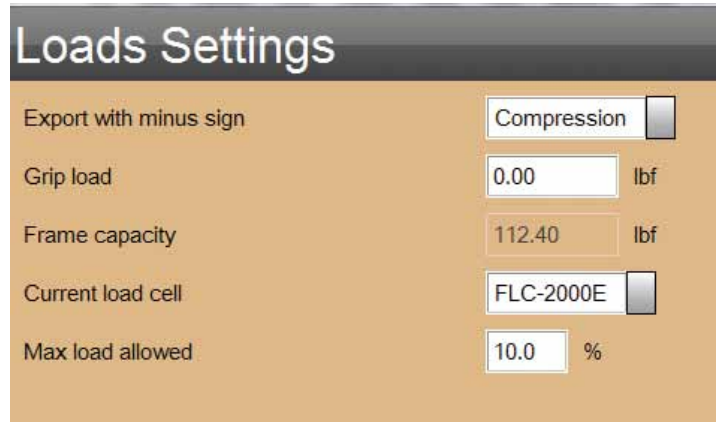 Loads Settings
Export with minus sign Compression
Grip load 0.00 lbf
Frame capacity 112.40 lbf
Current load cell FLC-2000E
Max load allowed 10.0 %